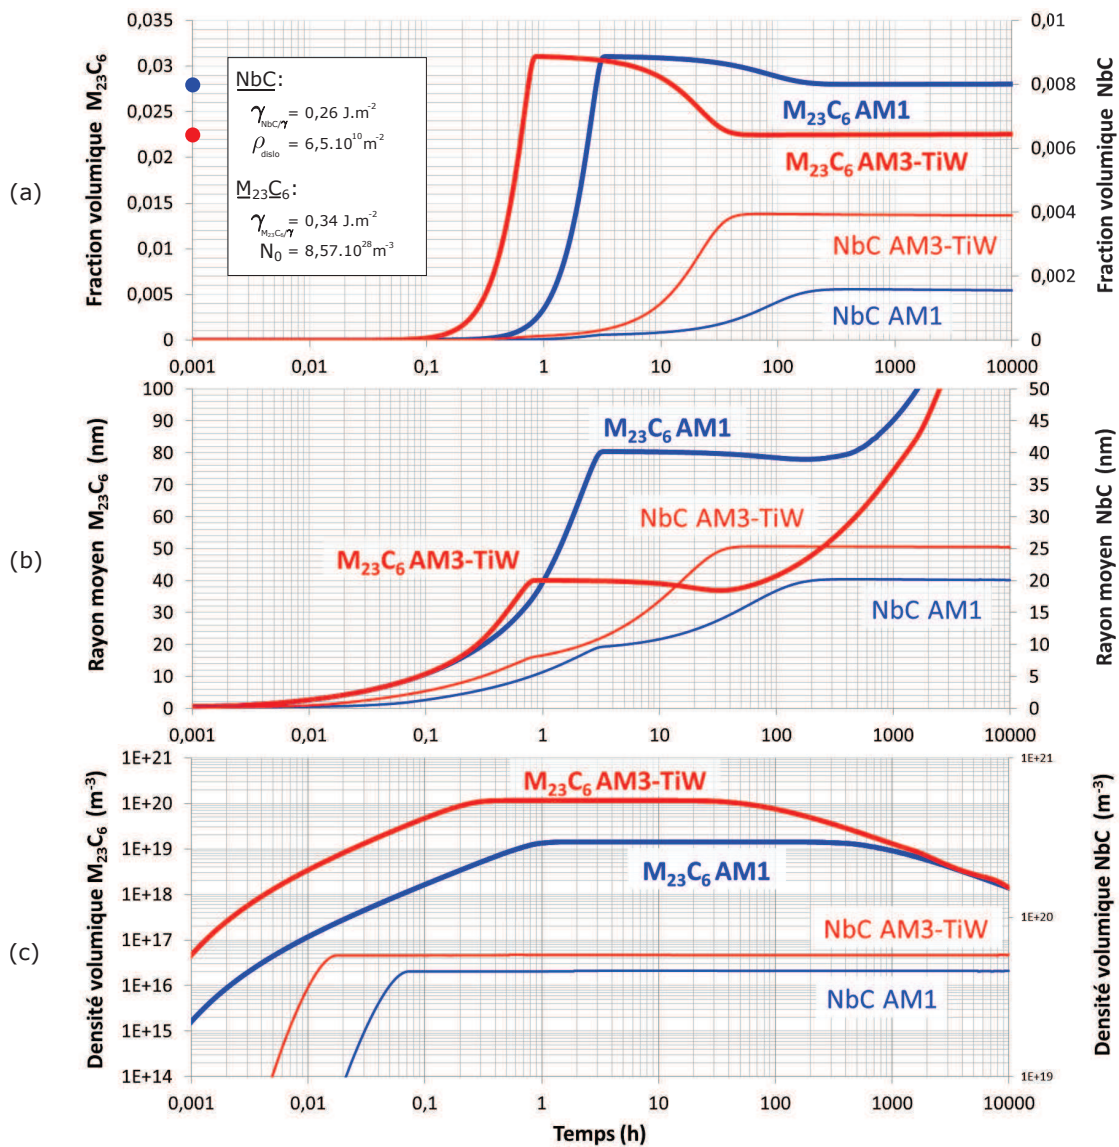 (a)
Fraction volumique M₂₃C₆
0,035
0,03
0,025
0,02
0,015
0,01
0,005
0
NbC:
γ NbC/γ = 0,26 J.m⁻²
ρ dislo = 6,5.10¹⁰m⁻²
M₂₃C₆:
γ M₂₃C₆/γ = 0,34 J.m⁻²
N₀ = 8,57.10²⁸m⁻³
M₂₃C₆ AM1
M₂₃C₆ AM3-TiW
NbC AM3-TiW
NbC AM1
0,01
0,008
0,006
0,004
0,002
0
Fraction volumique NbC
0,001 0,01 0,1 1 10 100 1000 10000
(b)
Rayon moyen M₂₃C₆ (nm)
100
90
80
70
60
50
40
30
20
10
0
M₂₃C₆ AM1
NbC AM3-TiW
M₂₃C₆ AM3-TiW
NbC AM1
50
45
40
35
30
25
20
15
10
5
0
Rayon moyen NbC (nm)
0,001 0,01 0,1 1 10 100 1000 10000
(c)
Densité volumique M₂₃C₆ (m⁻³)
1E+21
1E+20
1E+19
1E+18
1E+17
1E+16
1E+15
1E+14
M₂₃C₆ AM3-TiW
M₂₃C₆ AM1
NbC AM3-TiW
NbC AM1
1E+21
1E+20
1E+19
Densité volumique NbC (m⁻³)
0,001 0,01 0,1 1 10 100 1000 10000
Temps (h)